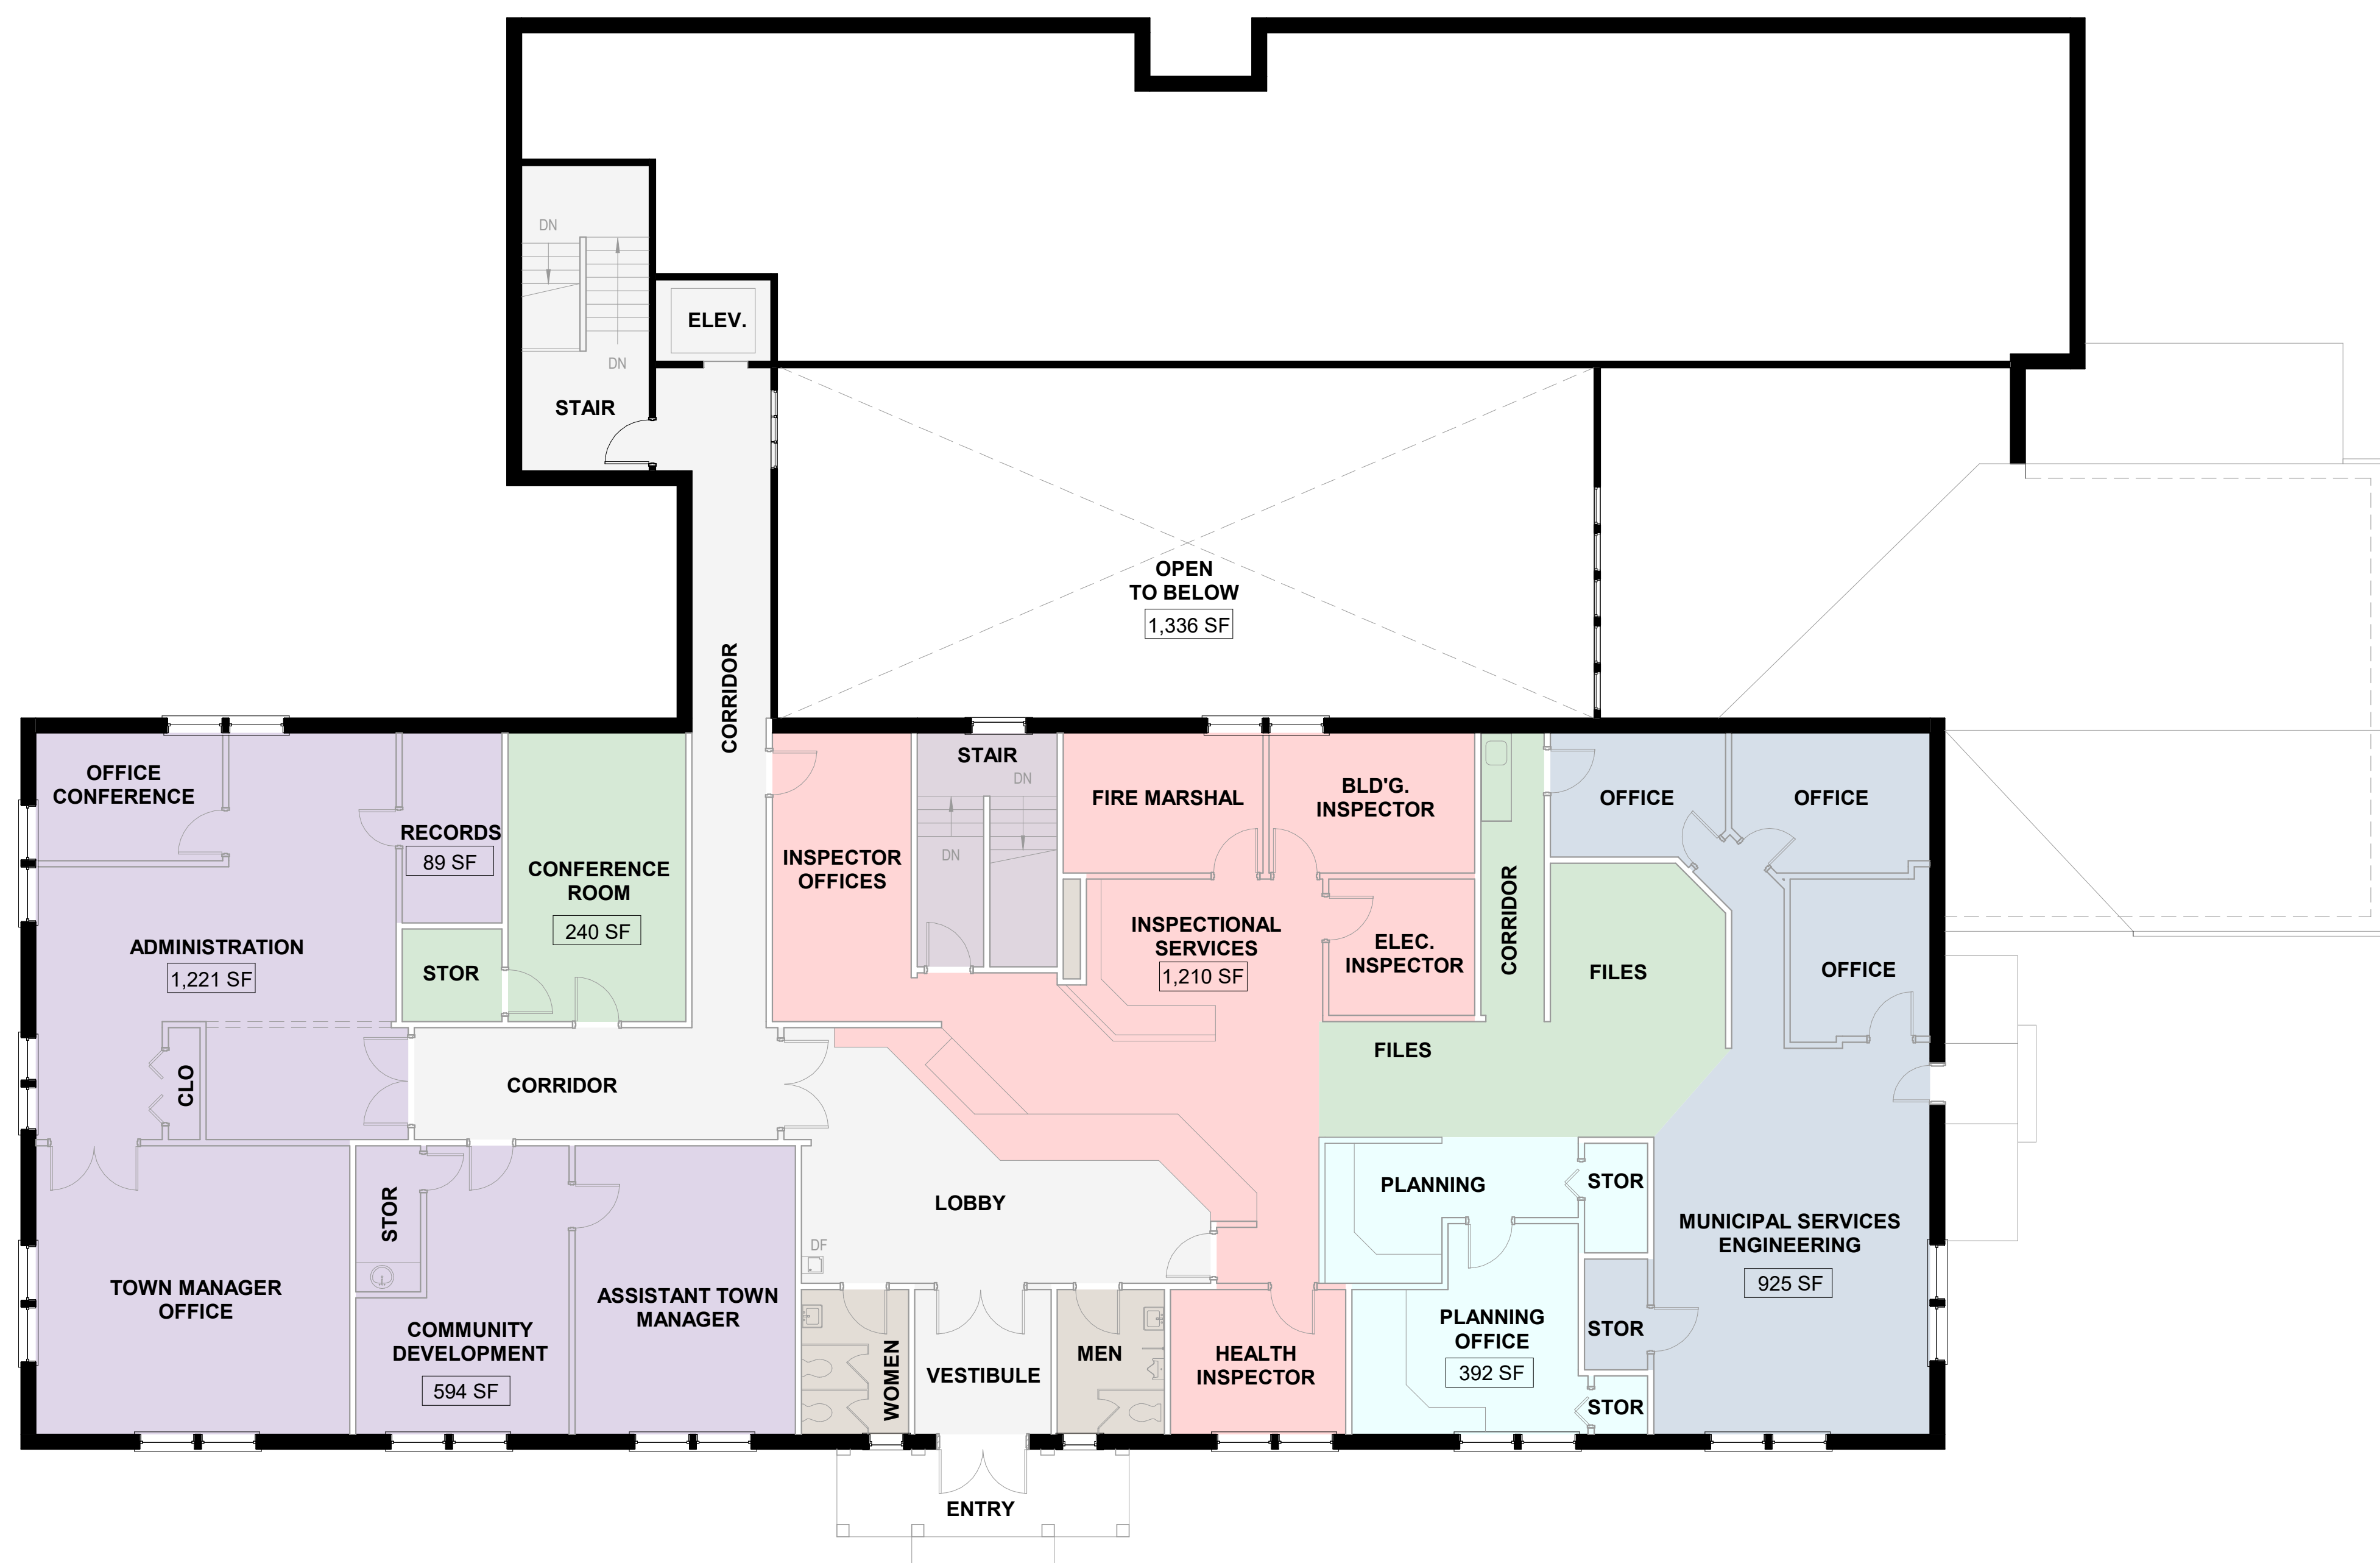 DN
ELEV.
DN
STAIR
OPEN
TO BELOW
1,336 SF
CORRIDOR
OFFICE
CONFERENCE
RECORDS
89 SF
CONFERENCE
ROOM
240 SF
ADMINISTRATION
1,221 SF
STOR
CLO
CORRIDOR
STAIR
DN
DN
INSPECTOR
OFFICES
FIRE MARSHAL
BLD'G.
INSPECTOR
INSPECTIONAL
SERVICES
1,210 SF
ELEC.
INSPECTOR
CORRIDOR
OFFICE
OFFICE
OFFICE
FILES
FILES
TOWN MANAGER
OFFICE
STOR
COMMUNITY
DEVELOPMENT
594 SF
ASSISTANT TOWN
MANAGER
LOBBY
DF
WOMEN
VESTIBULE
MEN
HEALTH
INSPECTOR
PLANNING
STOR
PLANNING
OFFICE
392 SF
STOR
STOR
MUNICIPAL SERVICES
ENGINEERING
925 SF
ENTRY